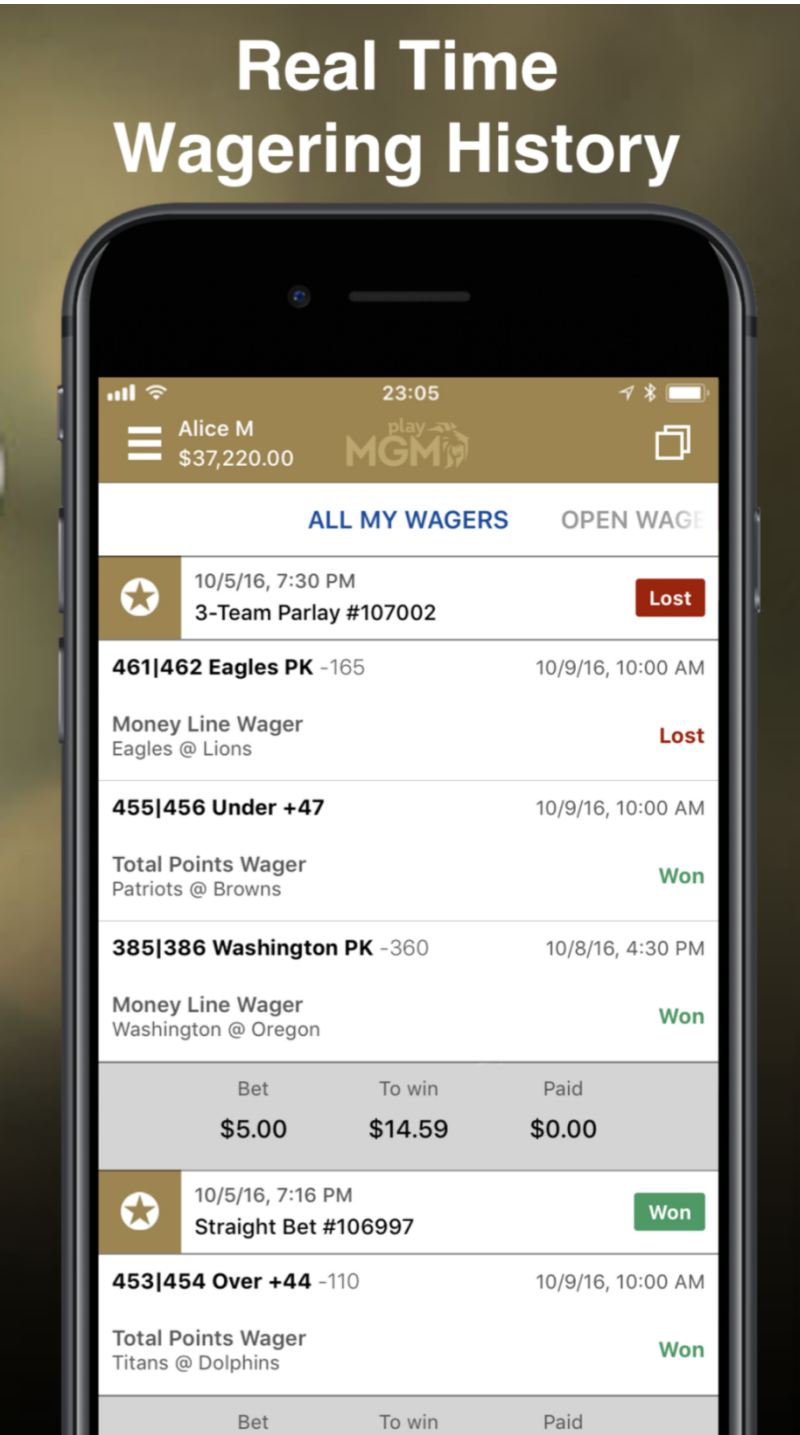 Real Time
Wagering History
23:05
Alice M
$37,220.00
play
MGM
ALL MY WAGERS OPEN WAGE
10/5/16, 7:30 PM
3-Team Parlay #107002
Lost
461|462 Eagles PK -165 10/9/16, 10:00 AM
Money Line Wager
Eagles @ Lions
Lost
455|456 Under +47 10/9/16, 10:00 AM
Total Points Wager
Patriots @ Browns
Won
385|386 Washington PK -360 10/8/16, 4:30 PM
Money Line Wager
Washington @ Oregon
Won
Bet To win Paid
$5.00 $14.59 $0.00
10/5/16, 7:16 PM
Straight Bet #106997
Won
453|454 Over +44 -110 10/9/16, 10:00 AM
Total Points Wager
Titans @ Dolphins
Won
Bet To win Paid